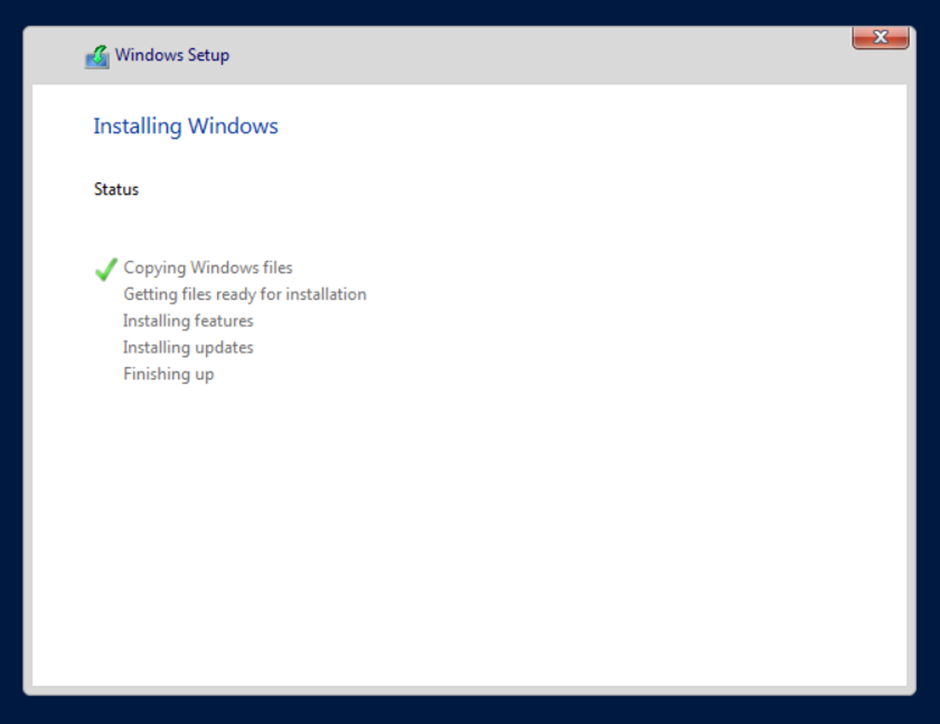 Windows Setup
Installing Windows
Status
Copying Windows files
Getting files ready for installation
Installing features
Installing updates
Finishing up